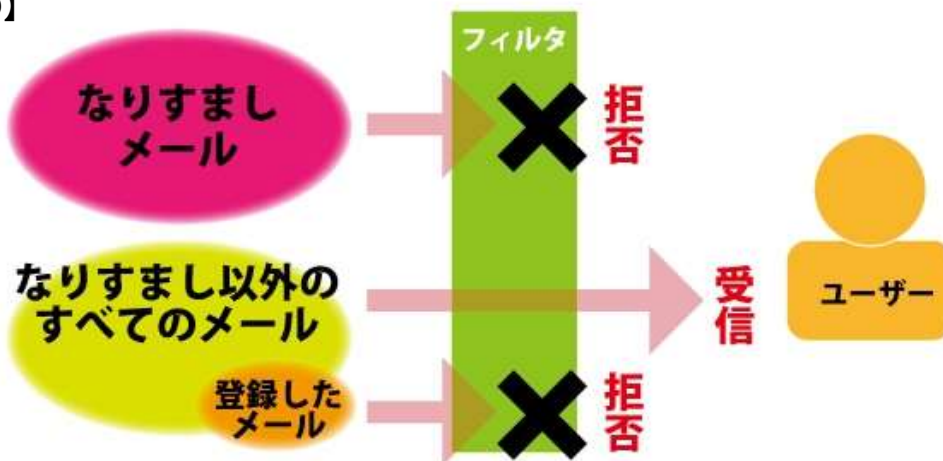 】
フィルタ
なりすまし
メール
拒否
なりすまし以外の
すべてのメール
受信
ユーザー
登録した
メール
拒否